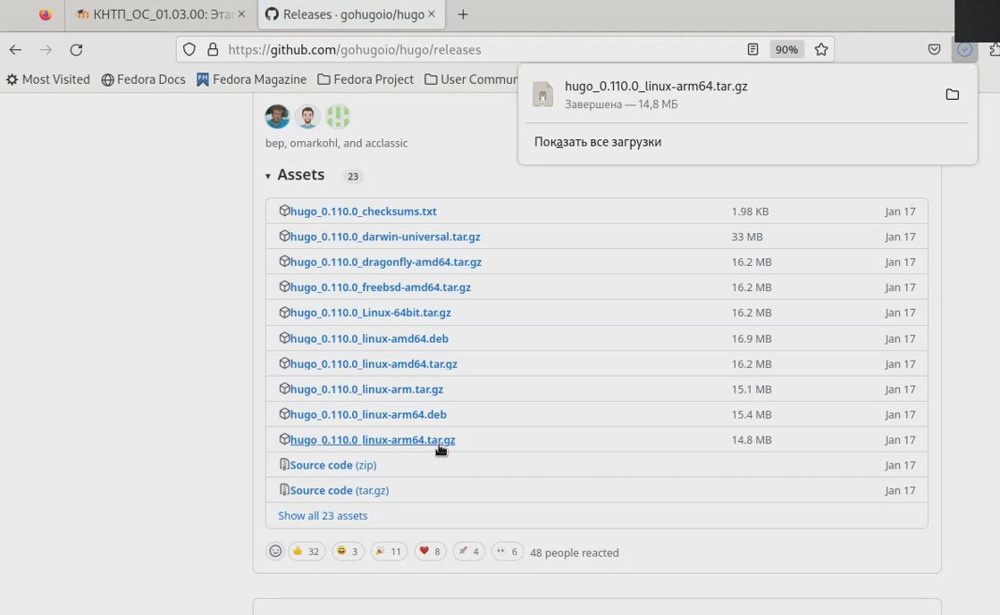 КНТП_ОС_01.03.00: Эта
Releases · gohugoio/hugo
https://github.com/gohugoio/hugo/releases
90%
Most Visited
Fedora Docs
Fedora Magazine
Fedora Project
User Commun
hugo_0.110.0_linux-arm64.tar.gz
Завершена — 14,8 МБ
Показать все загрузки
bep, omarkohl, and acclassic
Assets 23
hugo_0.110.0_checksums.txt 1.98 KB Jan 17
hugo_0.110.0_darwin-universal.tar.gz 33 MB Jan 17
hugo_0.110.0_dragonfly-amd64.tar.gz 16.2 MB Jan 17
hugo_0.110.0_freebsd-amd64.tar.gz 16.2 MB Jan 17
hugo_0.110.0_Linux-64bit.tar.gz 16.2 MB Jan 17
hugo_0.110.0_linux-amd64.deb 16.9 MB Jan 17
hugo_0.110.0_linux-amd64.tar.gz 16.2 MB Jan 17
hugo_0.110.0_linux-arm.tar.gz 15.1 MB Jan 17
hugo_0.110.0_linux-arm64.deb 15.4 MB Jan 17
hugo_0.110.0_linux-arm64.tar.gz 14.8 MB Jan 17
Source code (zip) Jan 17
Source code (tar.gz) Jan 17
Show all 23 assets
32 3 11 8 4 6 48 people reacted